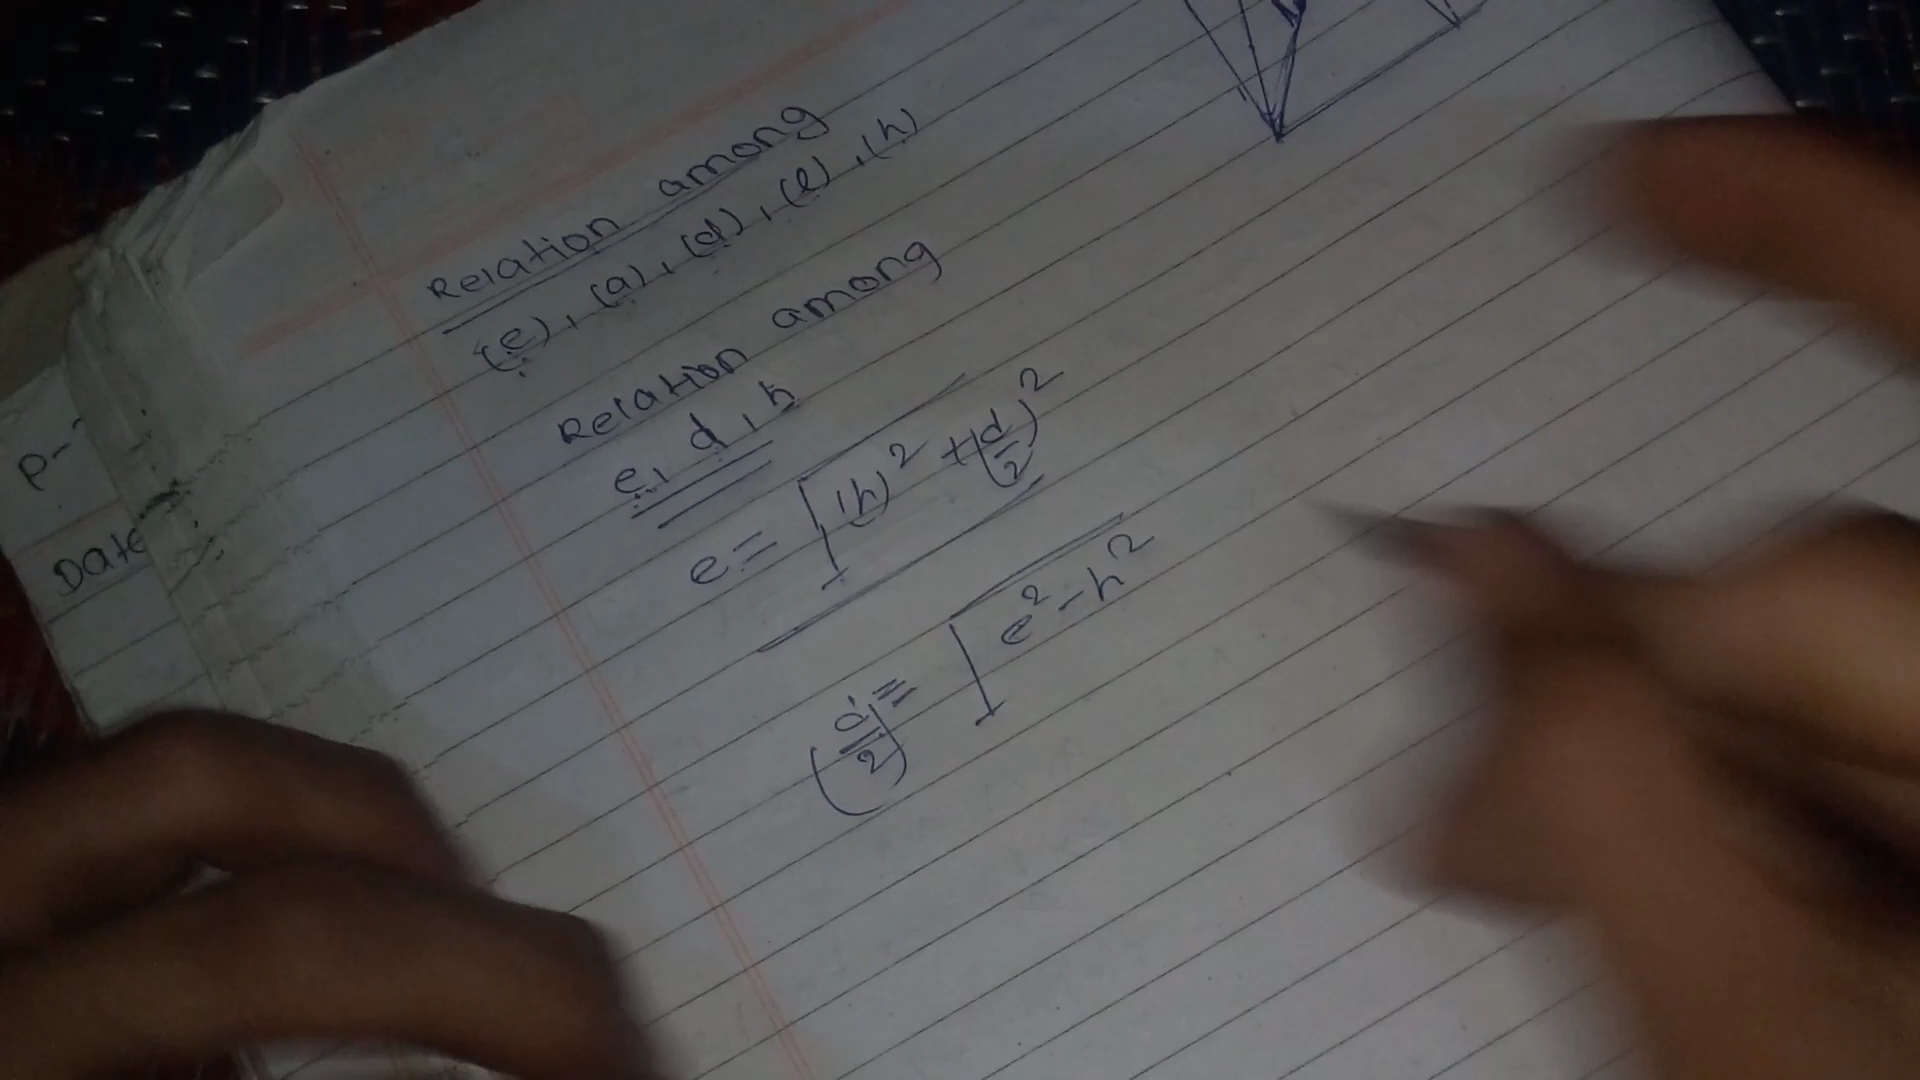 Relation among
(e), (a), (d), (l), (h)
Relation among
e, d, h
e = √(h)² + (d/2)²
(d/2) = √e² - h²
P-
Date